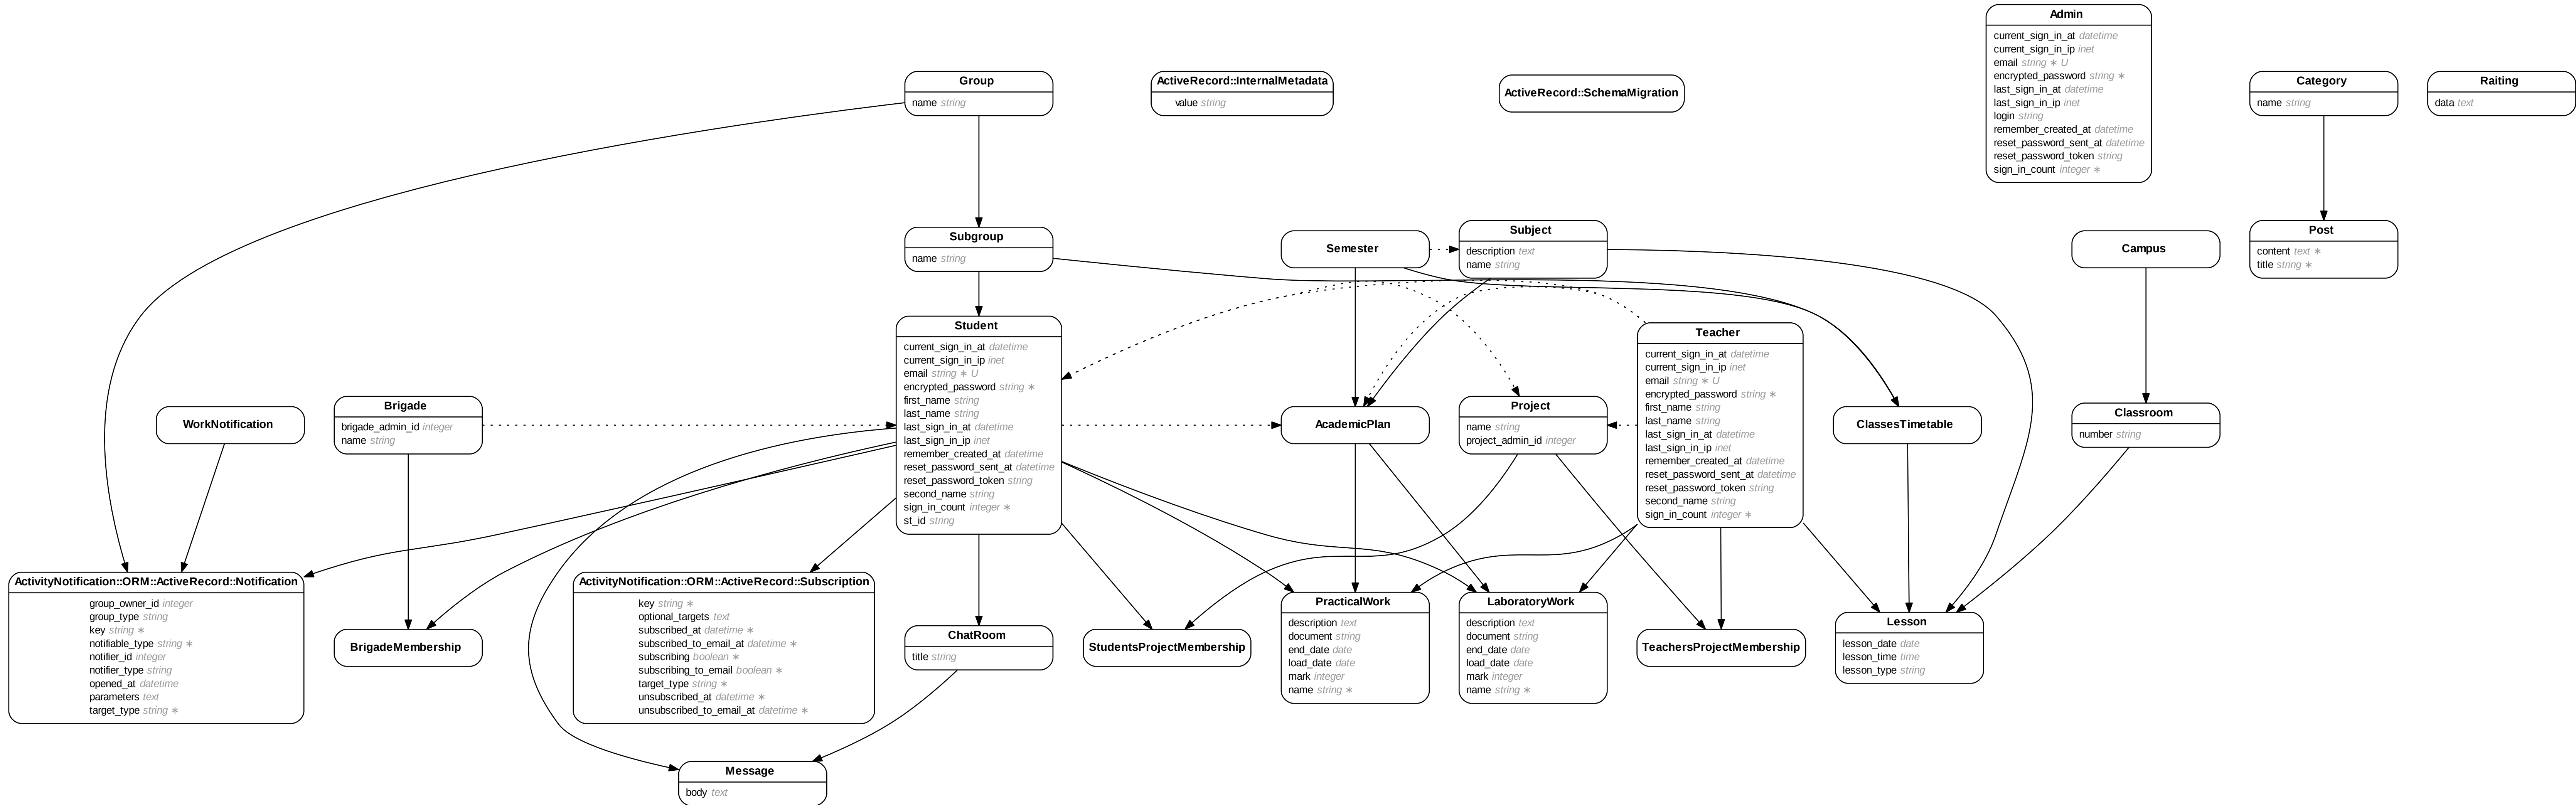 Admin
current_sign_in_at datetime
current_sign_in_ip inet
email string ∗ U
encrypted_password string ∗
last_sign_in_at datetime
last_sign_in_ip inet
login string
remember_created_at datetime
reset_password_sent_at datetime
reset_password_token string
sign_in_count integer ∗
Group
name string
ActiveRecord::InternalMetadata
value string
ActiveRecord::SchemaMigration
Category
name string
Raiting
data text
Subgroup
name string
Semester
Subject
description text
name string
Campus
Post
content text ∗
title string ∗
Student
current_sign_in_at datetime
current_sign_in_ip inet
email string ∗ U
encrypted_password string ∗
first_name string
last_name string
last_sign_in_at datetime
last_sign_in_ip inet
remember_created_at datetime
reset_password_sent_at datetime
reset_password_token string
second_name string
sign_in_count integer ∗
st_id string
Teacher
current_sign_in_at datetime
current_sign_in_ip inet
email string ∗ U
encrypted_password string ∗
first_name string
last_name string
last_sign_in_at datetime
last_sign_in_ip inet
remember_created_at datetime
reset_password_sent_at datetime
reset_password_token string
second_name string
sign_in_count integer ∗
WorkNotification
Brigade
brigade_admin_id integer
name string
AcademicPlan
Project
name string
project_admin_id integer
ClassesTimetable
Classroom
number string
ActivityNotification::ORM::ActiveRecord::Notification
group_owner_id integer
group_type string
key string ∗
notifiable_type string ∗
notifier_id integer
notifier_type string
opened_at datetime
parameters text
target_type string ∗
BrigadeMembership
ActivityNotification::ORM::ActiveRecord::Subscription
key string ∗
optional_targets text
subscribed_at datetime ∗
subscribed_to_email_at datetime ∗
subscribing boolean ∗
subscribing_to_email boolean ∗
target_type string ∗
unsubscribed_at datetime ∗
unsubscribed_to_email_at datetime ∗
ChatRoom
title string
StudentsProjectMembership
PracticalWork
description text
document string
end_date date
load_date date
mark integer
name string ∗
LaboratoryWork
description text
document string
end_date date
load_date date
mark integer
name string ∗
TeachersProjectMembership
Lesson
lesson_date date
lesson_time time
lesson_type string
Message
body text